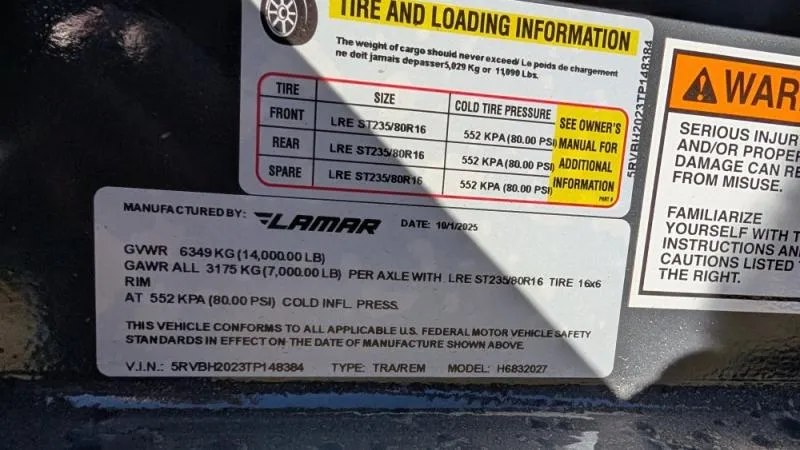 TIRE AND LOADING INFORMATION
The weight of cargo should never exceed/ Le poids de chargement
ne doit jamais depasser5,029 Kg or 11,090 Lbs.
TIRE SIZE COLD TIRE PRESSURE
FRONT LRE ST235/80R16 552 KPA (80.00 PSI)
REAR LRE ST235/80R16 552 KPA (80.00 PSI)
SPARE LRE ST235/80R16 552 KPA (80.00 PSI)
SEE OWNER'S
MANUAL FOR
ADDITIONAL
INFORMATION
PART #
5RVBH2023TP148384
WAR
SERIOUS INJUR
AND/OR PROPE
DAMAGE CAN RE
FROM MISUSE.
FAMILIARIZE
YOURSELF WITH T
INSTRUCTIONS AN
CAUTIONS LISTED
THE RIGHT.
MANUFACTURED BY: LAMAR DATE: 10/1/2025
GVWR 6349 KG (14,000.00 LB)
GAWR ALL 3175 KG (7,000.00 LB) PER AXLE WITH LRE ST235/80R16 TIRE 16x6
RIM
AT 552 KPA (80.00 PSI) COLD INFL. PRESS.
THIS VEHICLE CONFORMS TO ALL APPLICABLE U.S. FEDERAL MOTOR VEHICLE SAFETY
STANDARDS IN EFFECT ON THE DATE OF MANUFACTURE SHOWN ABOVE.
V.I.N.: 5RVBH2023TP148384 TYPE: TRA/REM MODEL: H6832027